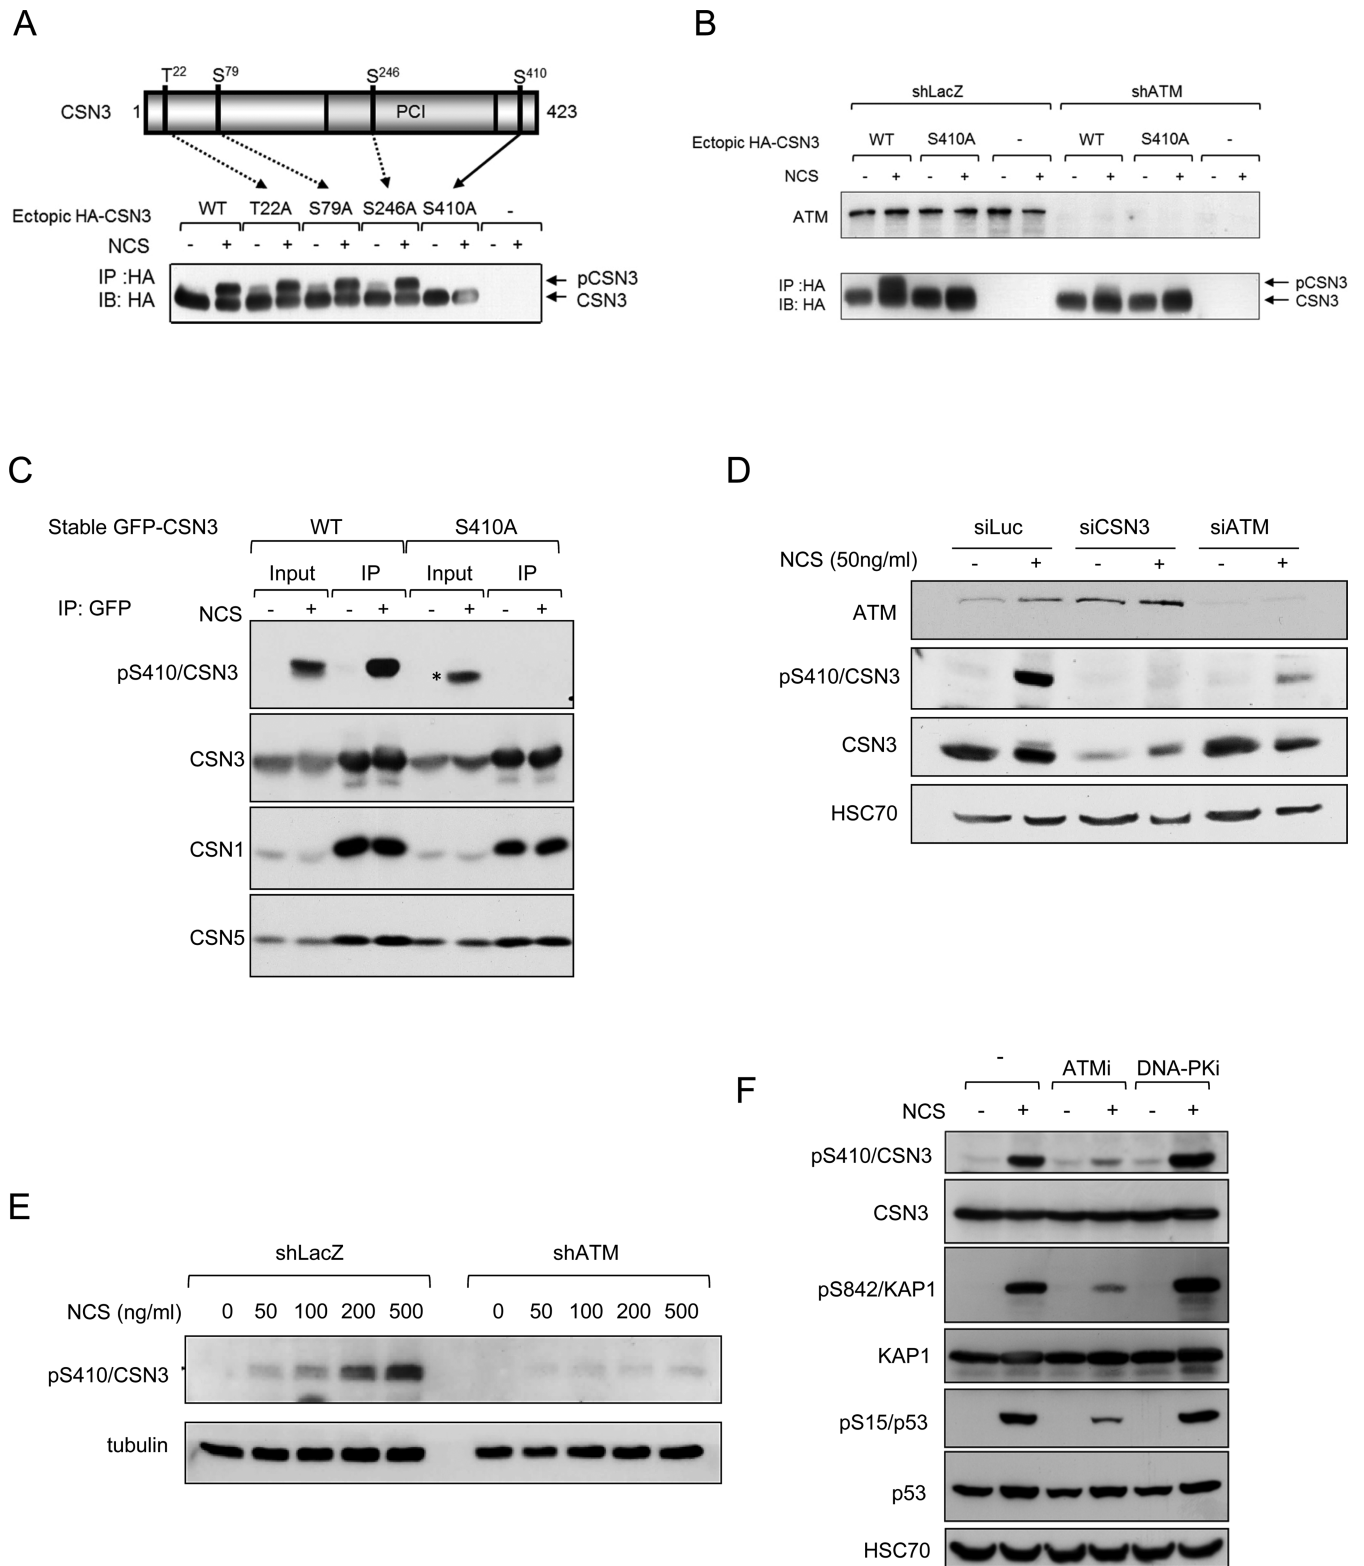 A
T22 S79 S246 S410
CSN3 1 PCI 423
Ectopic HA-CSN3 WT T22A S79A S246A S410A -
NCS - + - + - + - + - + - +
IP :HA pCSN3
IB: HA CSN3
B
shLacZ shATM
Ectopic HA-CSN3 WT S410A - WT S410A -
NCS - + - + - + - + - + - +
ATM
IP :HA pCSN3
IB: HA CSN3
C
Stable GFP-CSN3 WT S410A
Input IP Input IP
IP: GFP NCS - + - + - + - +
pS410/CSN3 *
CSN3
CSN1
CSN5
D
siLuc siCSN3 siATM
NCS (50ng/ml) - + - + - +
ATM
pS410/CSN3
CSN3
HSC70
E
shLacZ shATM
NCS (ng/ml) 0 50 100 200 500 0 50 100 200 500
pS410/CSN3
tubulin
F
- ATMi DNA-PKi
NCS - + - + - +
pS410/CSN3
CSN3
pS842/KAP1
KAP1
pS15/p53
p53
HSC70